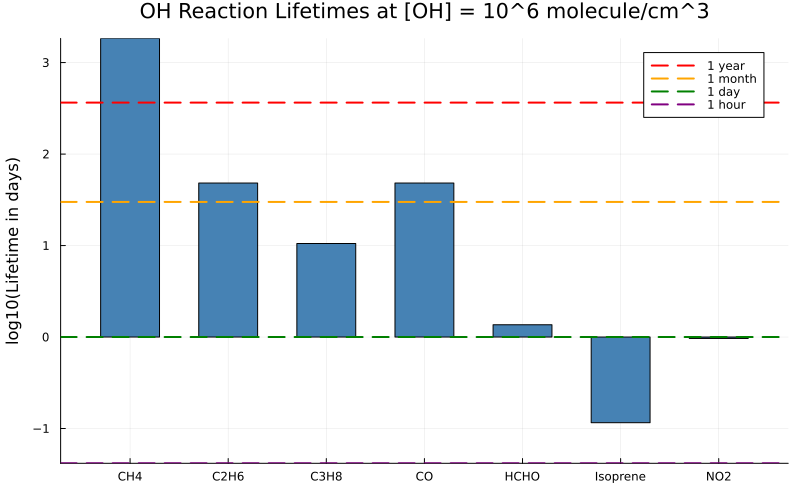 OH Reaction Lifetimes at [OH] = 10^6 molecule/cm^3
log10(Lifetime in days)
3
2
1
0
−1
1 year
1 month
1 day
1 hour
CH4 C2H6 C3H8 CO HCHO Isoprene NO2